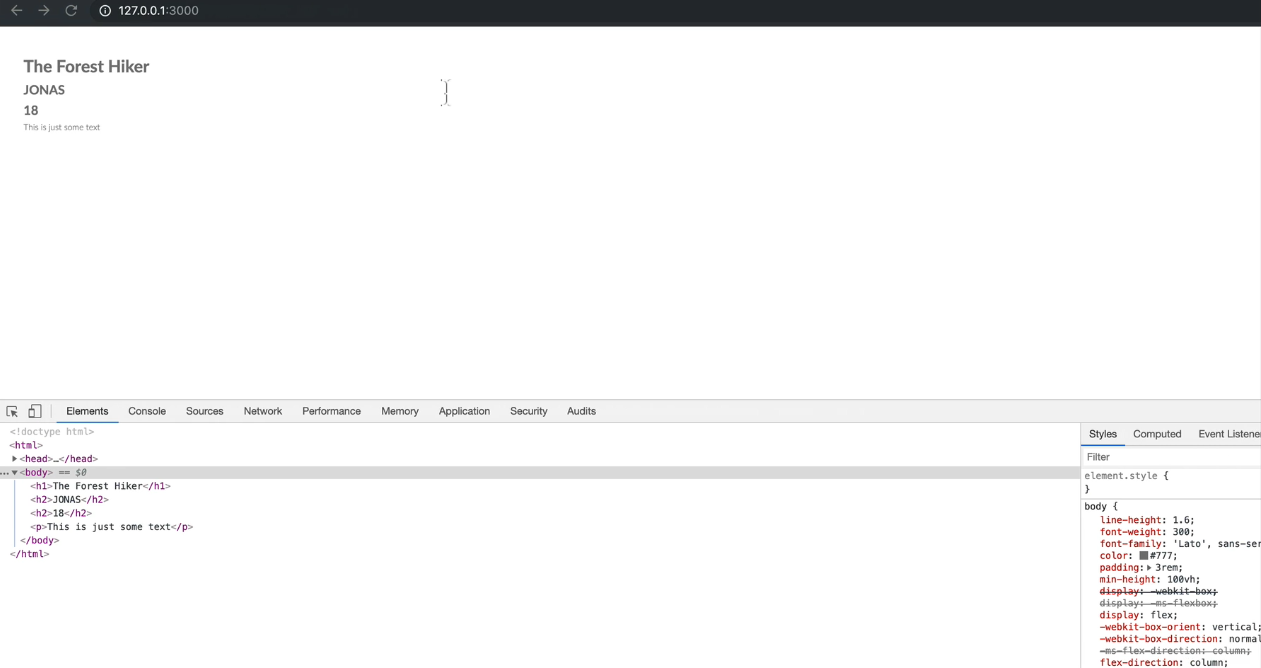 127.0.0.1:3000
The Forest Hiker
JONAS
18
This is just some text
Elements Console Sources Network Performance Memory Application Security Audits
<!doctype html>
<html>
<head>…</head>
<body> == $0
<h1>The Forest Hiker</h1>
<h2>JONAS</h2>
<h2>18</h2>
<p>This is just some text</p>
</body>
</html>
Styles Computed Event Listene
Filter
element.style {
}
body {
line-height: 1.6;
font-weight: 300;
font-family: 'Lato', sans-ser
color: #777;
padding: 3rem;
min-height: 100vh;
display: -webkit-box;
display: -ms-flexbox;
display: flex;
-webkit-box-orient: vertical;
-webkit-box-direction: normal
-ms-flex-direction: column;
flex-direction: column;